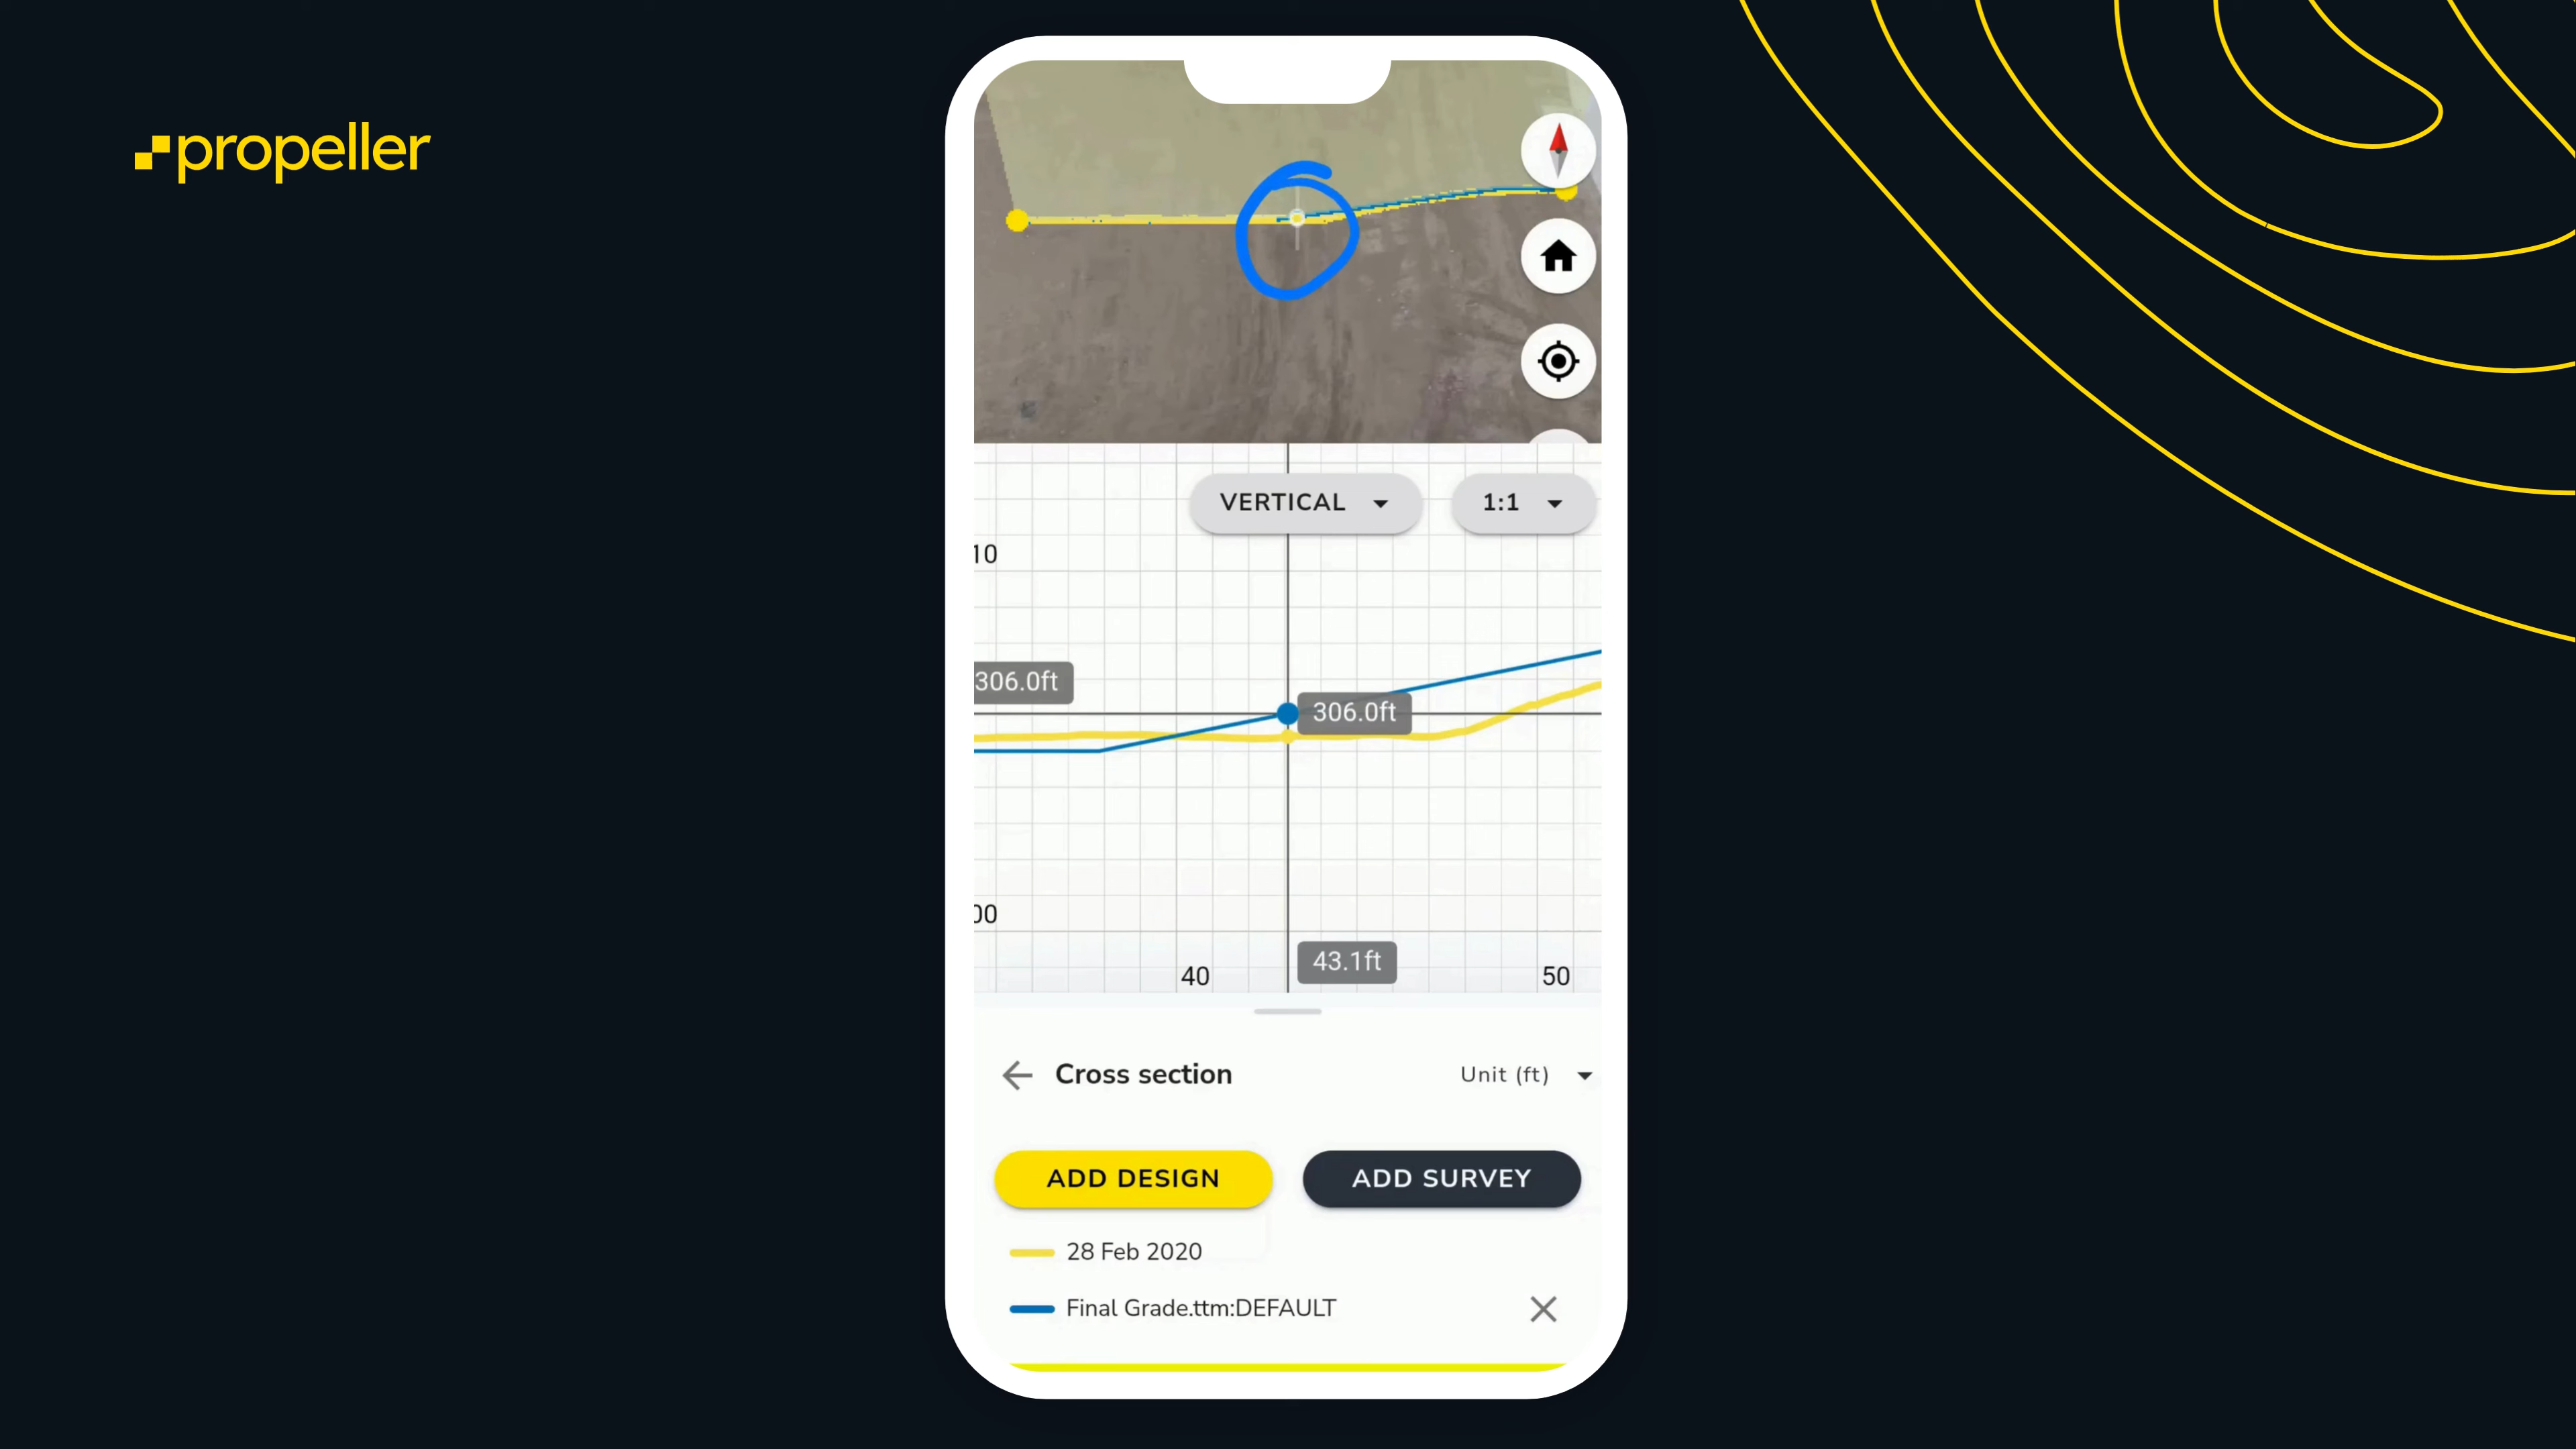 propeller
VERTICAL
1:1
10
306.0ft
306.0ft
00
43.1ft
40
50
Cross section
Unit (ft)
ADD DESIGN
ADD SURVEY
28 Feb 2020
Final Grade.ttm:DEFAULT